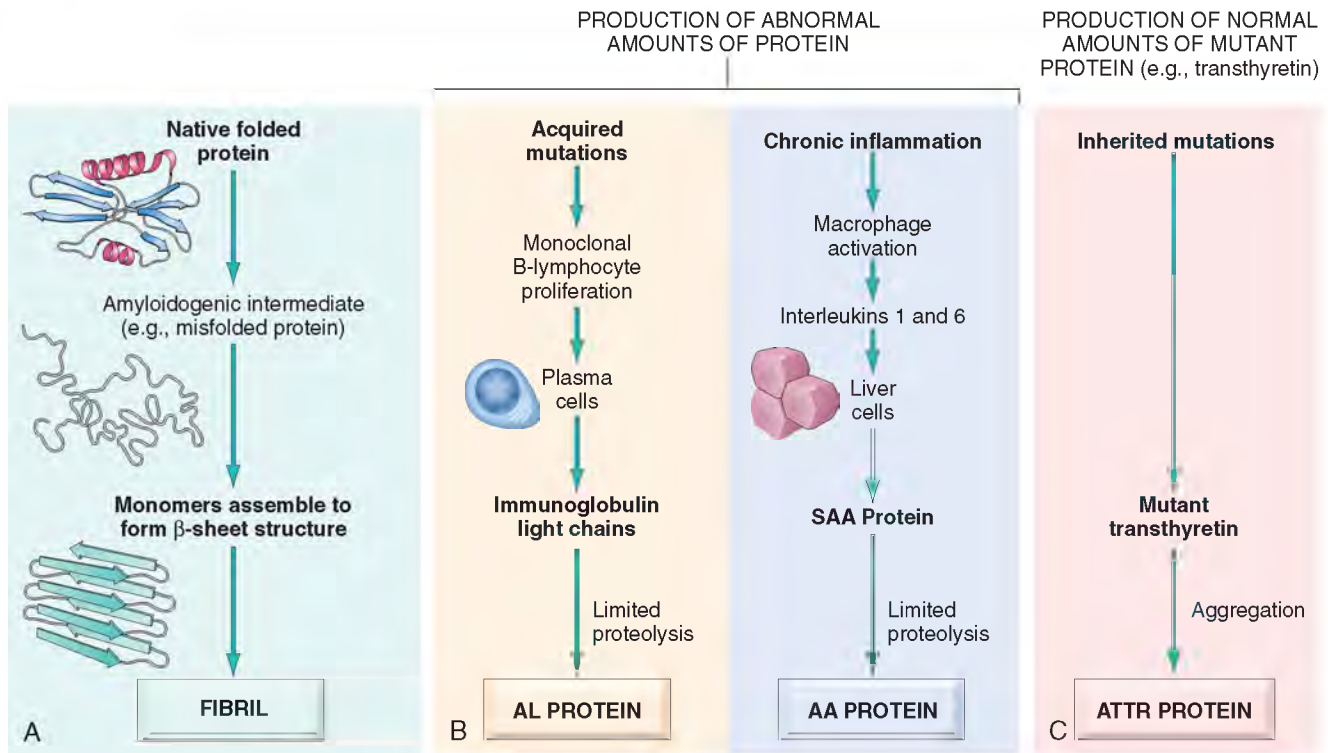 PRODUCTION OF ABNORMAL
AMOUNTS OF PROTEIN
PRODUCTION OF NORMAL
AMOUNTS OF MUTANT
PROTEIN (e.g., transthyretin)
Native folded
protein
Amyloidogenic intermediate
(e.g., misfolded protein)
Monomers assemble to
form β-sheet structure
FIBRIL
A
Acquired
mutations
Monoclonal
B-lymphocyte
proliferation
Plasma
cells
Immunoglobulin
light chains
Limited
proteolysis
AL PROTEIN
B
Chronic inflammation
Macrophage
activation
Interleukins 1 and 6
Liver
cells
SAA Protein
Limited
proteolysis
AA PROTEIN
Inherited mutations
Mutant
transthyretin
Aggregation
ATTR PROTEIN
C